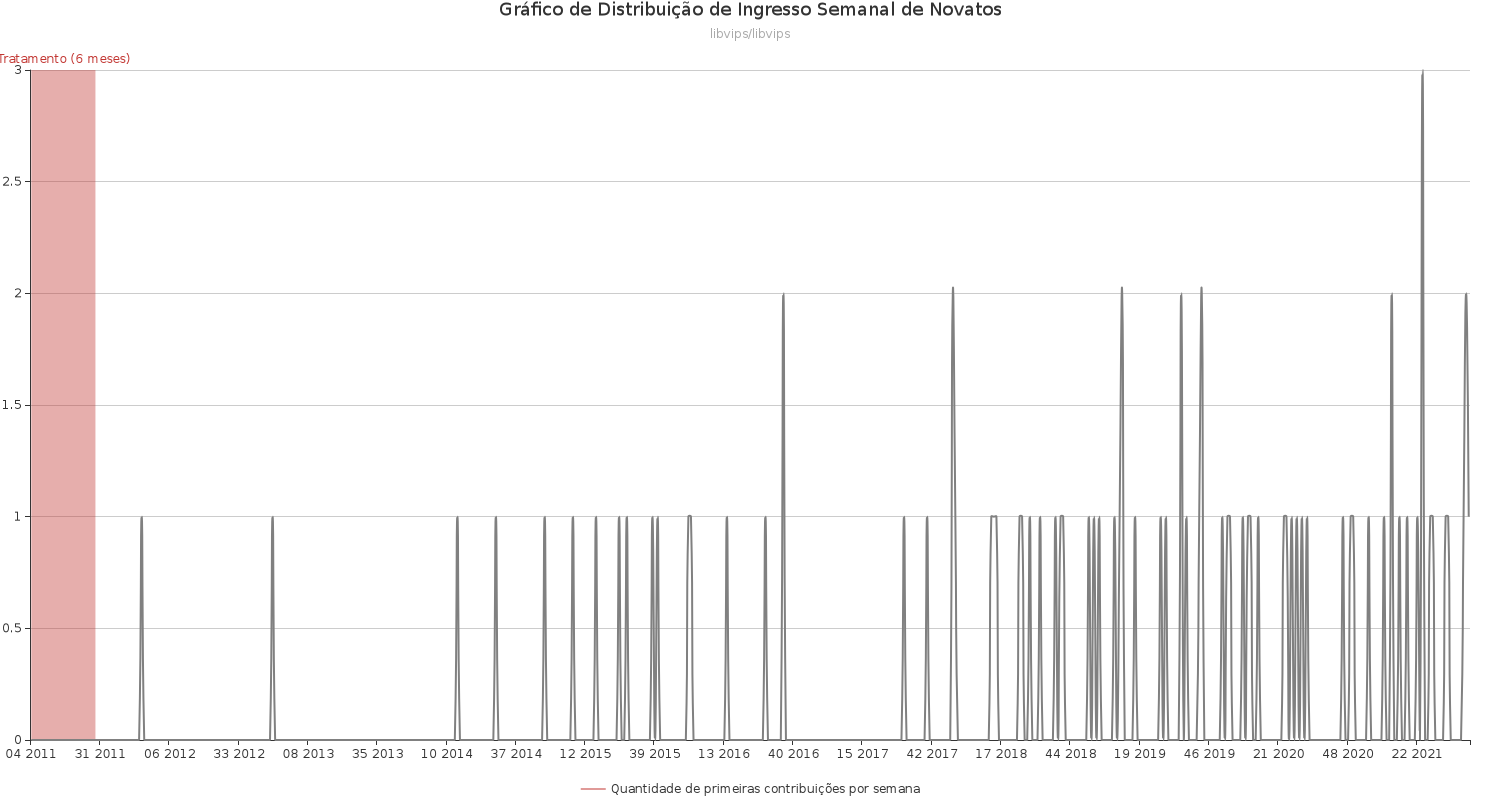 Gráfico de Distribuição de Ingresso Semanal de Novatos
libvips/libvips
Tratamento (6 meses)
3
2.5
2
1.5
1
0.5
0
04 2011 31 2011 06 2012 33 2012 08 2013 35 2013 10 2014 37 2014 12 2015 39 2015 13 2016 40 2016 15 2017 42 2017 17 2018 44 2018 19 2019 46 2019 21 2020 48 2020 22 2021
Quantidade de primeiras contribuições por semana